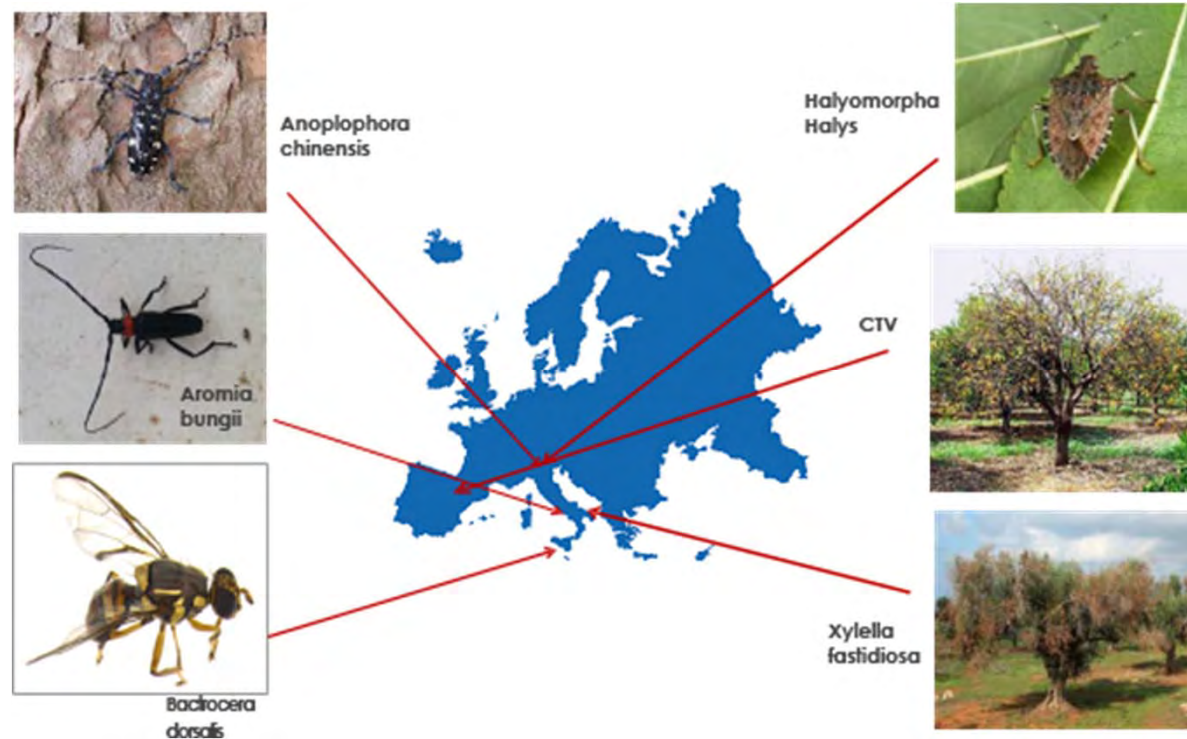 Anoplophora
chinensis
Halyomorpha
Halys
Aromia
bungii
CTV
Bactrocera
dorsalis
Xylella
fastidiosa